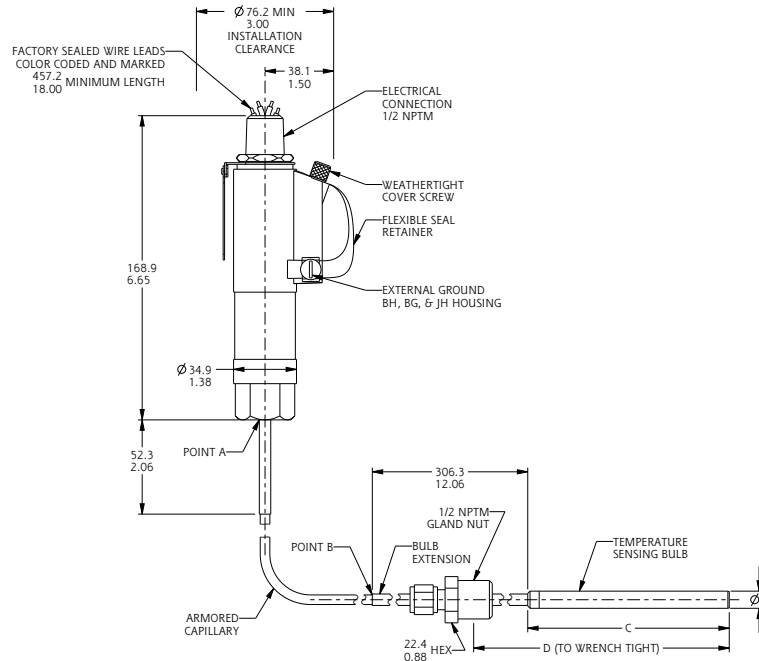 Ø 76.2 MIN
3.00
INSTALLATION
CLEARANCE
FACTORY SEALED WIRE LEADS
COLOR CODED AND MARKED
457.2
18.00 MINIMUM LENGTH
38.1
1.50
ELECTRICAL
CONNECTION
1/2 NPTM
WEATHERTIGHT
COVER SCREW
FLEXIBLE SEAL
RETAINER
168.9
6.65
EXTERNAL GROUND
BH, BG, & JH HOUSING
Ø 34.9
1.38
52.3
2.06
POINT A
306.3
12.06
1/2 NPTM
GLAND NUT
POINT B
BULB
EXTENSION
TEMPERATURE
SENSING BULB
Ø
ARMORED
CAPILLARY
C
22.4
0.88 HEX
D (TO WRENCH TIGHT)